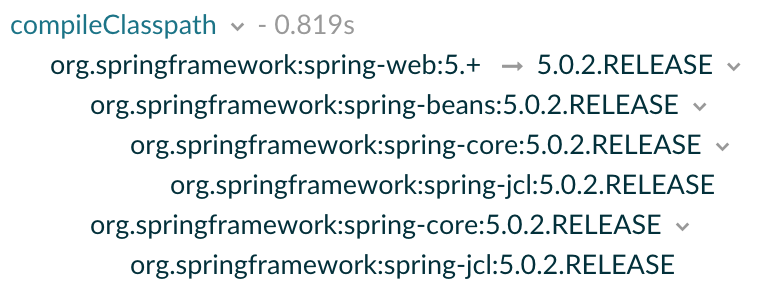 compileClasspath - 0.819s
org.springframework:spring-web:5.+ → 5.0.2.RELEASE
org.springframework:spring-beans:5.0.2.RELEASE
org.springframework:spring-core:5.0.2.RELEASE
org.springframework:spring-jcl:5.0.2.RELEASE
org.springframework:spring-core:5.0.2.RELEASE
org.springframework:spring-jcl:5.0.2.RELEASE